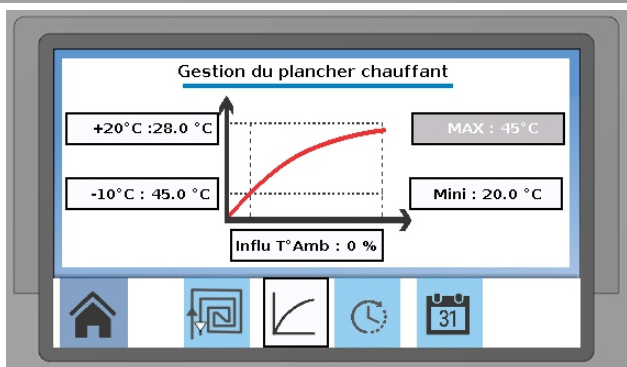 Gestion du plancher chauffant
+20°C :28.0 °C
MAX : 45°C
-10°C : 45.0 °C
Mini : 20.0 °C
Influ T°Amb : 0 %
31